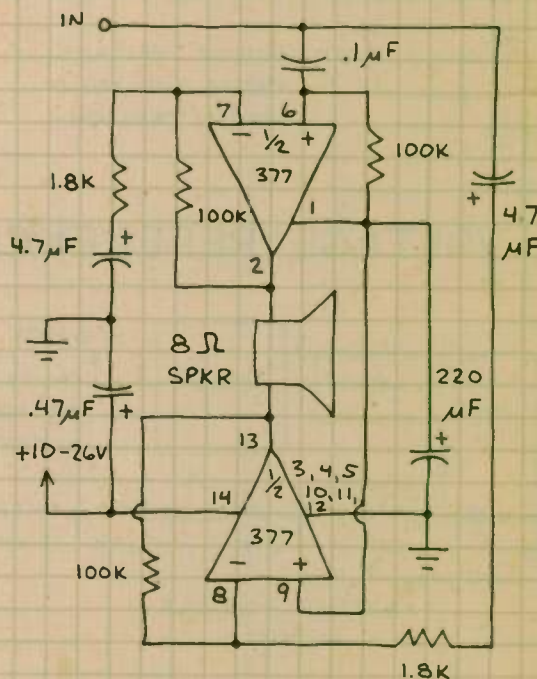 IN
.1µF
7
6
- +
1/2
377
1.8K
100K
100K
1
4.7µF
+
2
+
4.7
µF
8Ω
SPKR
.47µF
+
220
µF
+
+10-26V
13
14
1/2
3, 4, 5
10, 11,
12
377
- +
100K
8
9
1.8K